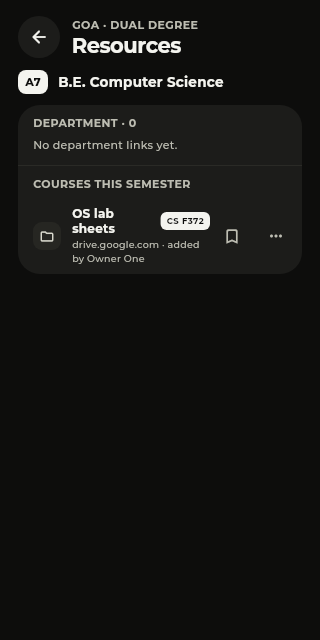 GOA · DUAL DEGREE
Resources
A7 B.E. Computer Science
DEPARTMENT · 0
No department links yet.
COURSES THIS SEMESTER
OS lab
sheets
CS F372
drive.google.com · added
by Owner One